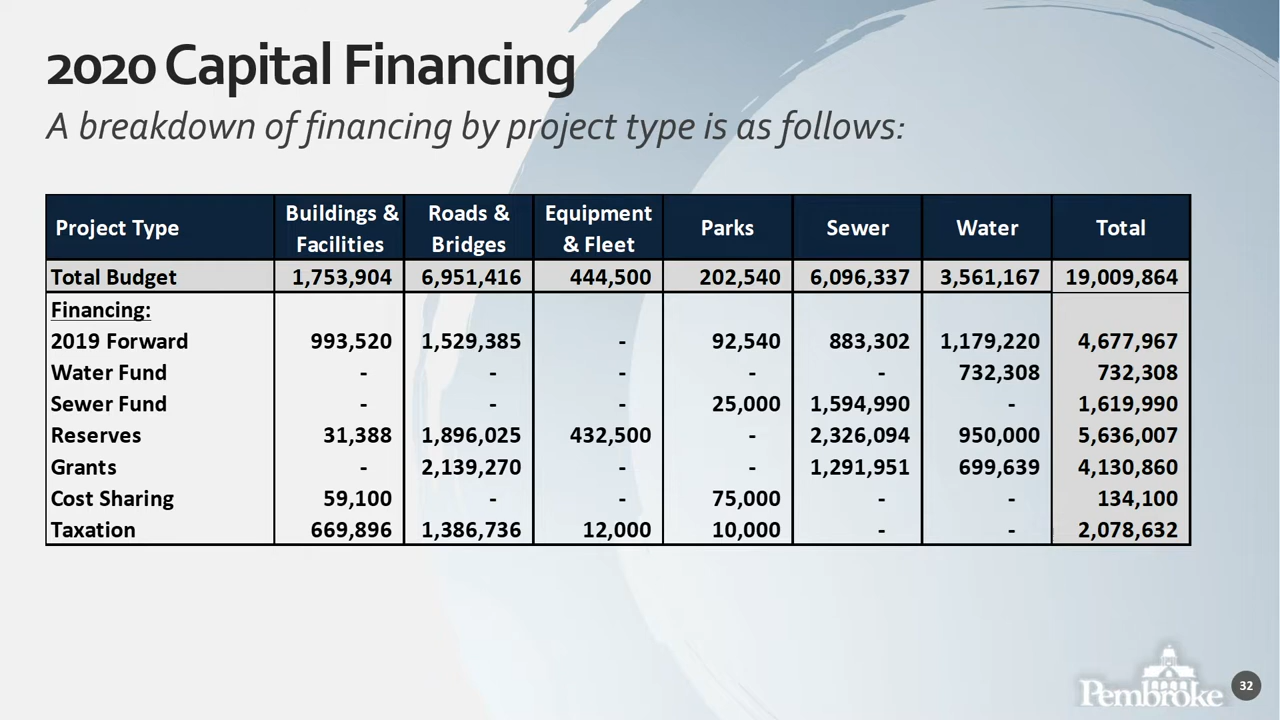 2020 Capital Financing
A breakdown of financing by project type is as follows:
Project Type Buildings & Facilities Roads & Bridges Equipment & Fleet Parks Sewer Water Total
Total Budget 1,753,904 6,951,416 444,500 202,540 6,096,337 3,561,167 19,009,864
Financing:
2019 Forward 993,520 1,529,385 - 92,540 883,302 1,179,220 4,677,967
Water Fund - - - - - 732,308 732,308
Sewer Fund - - - 25,000 1,594,990 - 1,619,990
Reserves 31,388 1,896,025 432,500 - 2,326,094 950,000 5,636,007
Grants - 2,139,270 - - 1,291,951 699,639 4,130,860
Cost Sharing 59,100 - - 75,000 - - 134,100
Taxation 669,896 1,386,736 12,000 10,000 - - 2,078,632
Pembroke
32